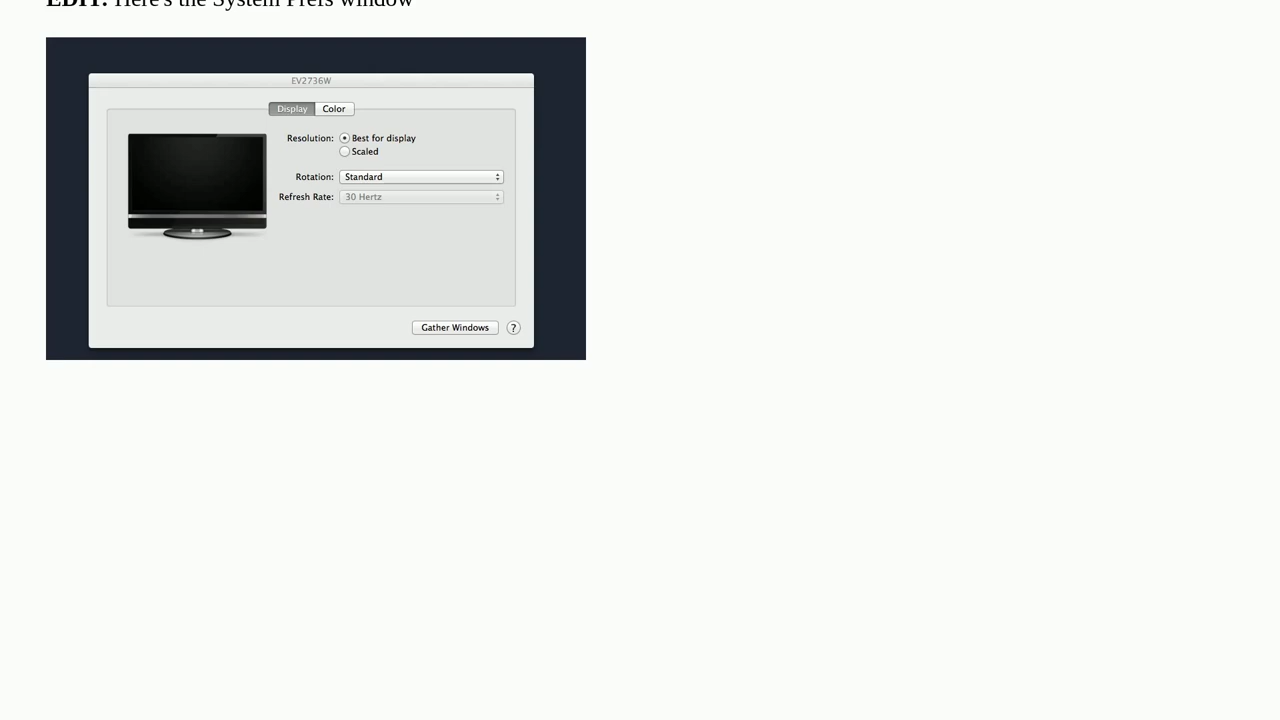 EDIT: Here's the System Prefs window
EV2736W
Display Color
Resolution: Best for display
Scaled
Rotation: Standard
Refresh Rate: 30 Hertz
Gather Windows ?